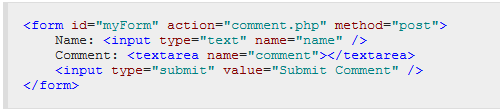 <form id="myForm" action="comment.php" method="post">
    Name: <input type="text" name="name" />
    Comment: <textarea name="comment"></textarea>
    <input type="submit" value="Submit Comment" />
</form>